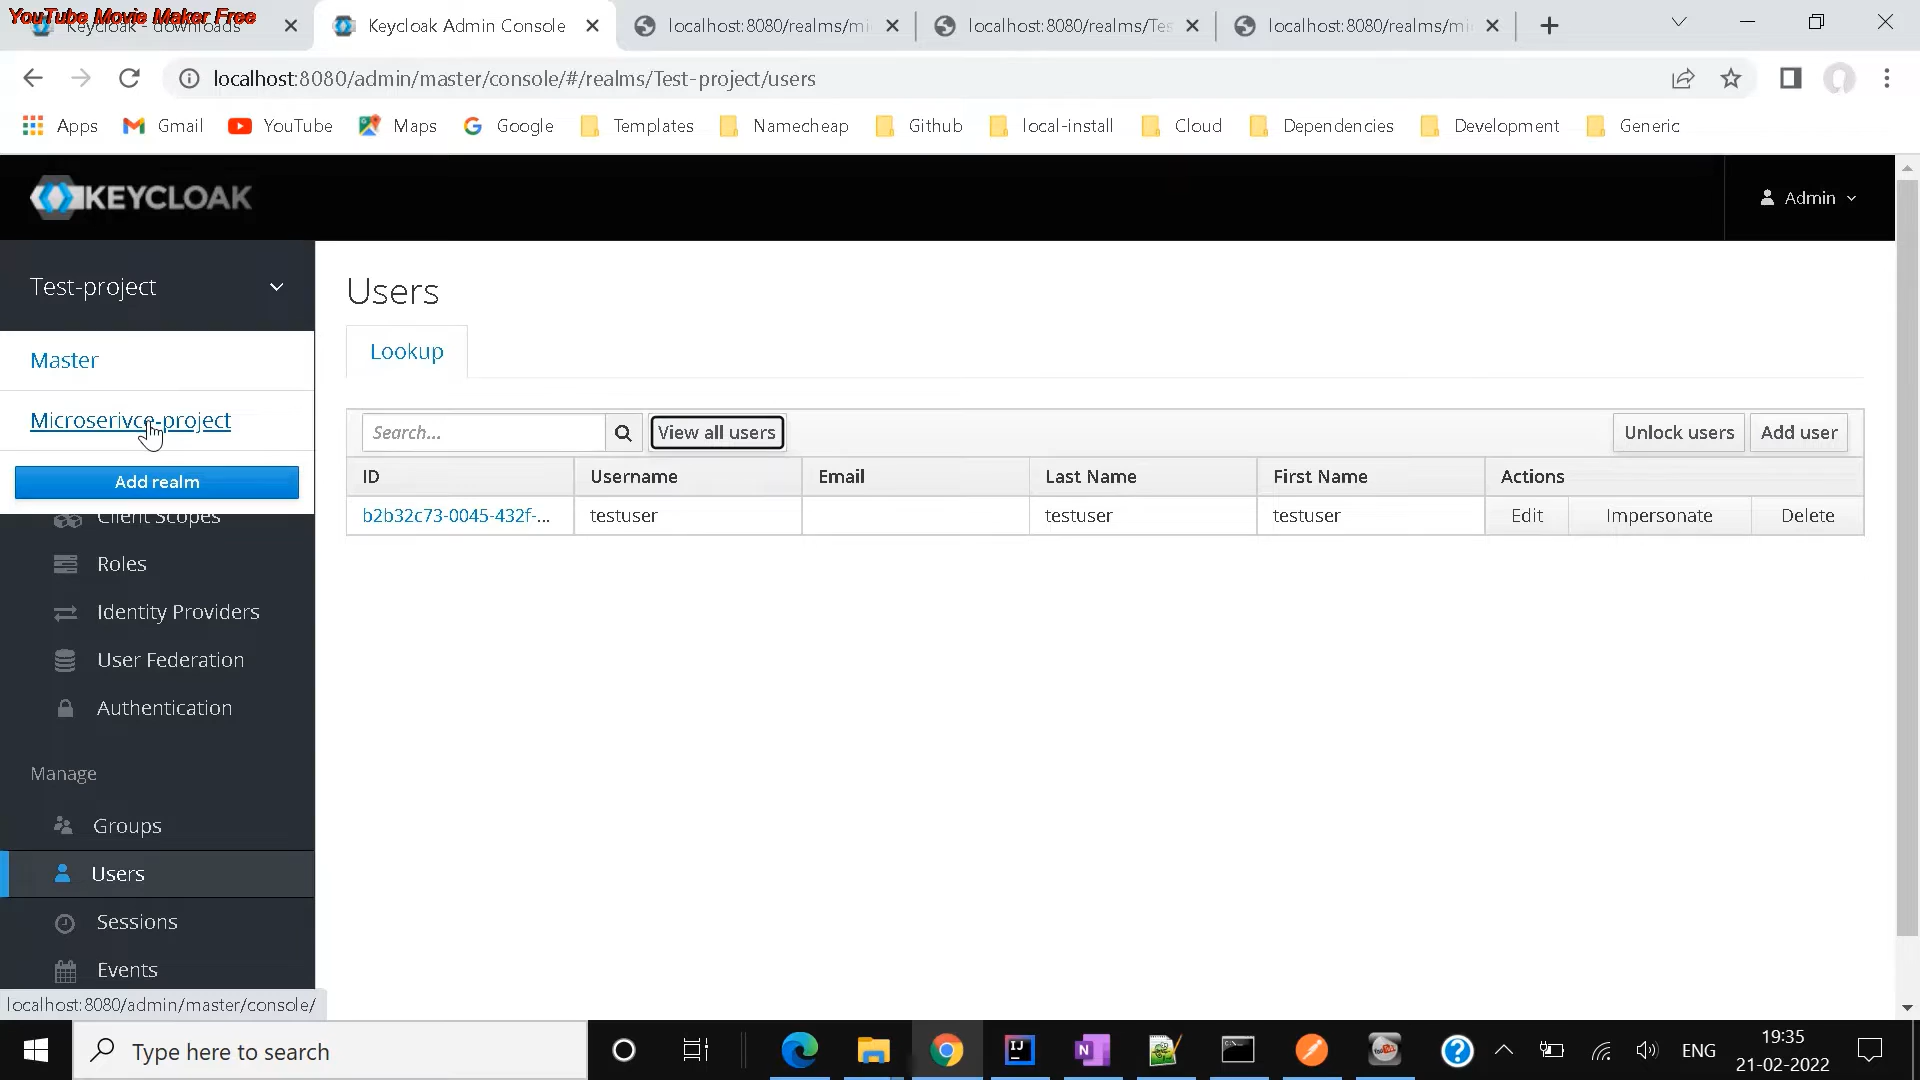 YouTube Movie Maker Free
Keycloak - downloads
Keycloak Admin Console
localhost:8080/realms/mi
localhost:8080/realms/Tes
localhost:8080/realms/mi
localhost:8080/admin/master/console/#/realms/Test-project/users
Apps
Gmail
YouTube
Maps
Google
Templates
Namecheap
Github
local-install
Cloud
Dependencies
Development
Generic
KEYCLOAK
Admin
Test-project
Master
Microserivce-project
Add realm
Client Scopes
Roles
Identity Providers
User Federation
Authentication
Manage
Groups
Users
Sessions
Events
localhost:8080/admin/master/console/
Users
Lookup
Search...
View all users
Unlock users
Add user
ID Username Email Last Name First Name Actions
b2b32c73-0045-432f-... testuser testuser testuser Edit Impersonate Delete
Type here to search
ENG
19:35
21-02-2022